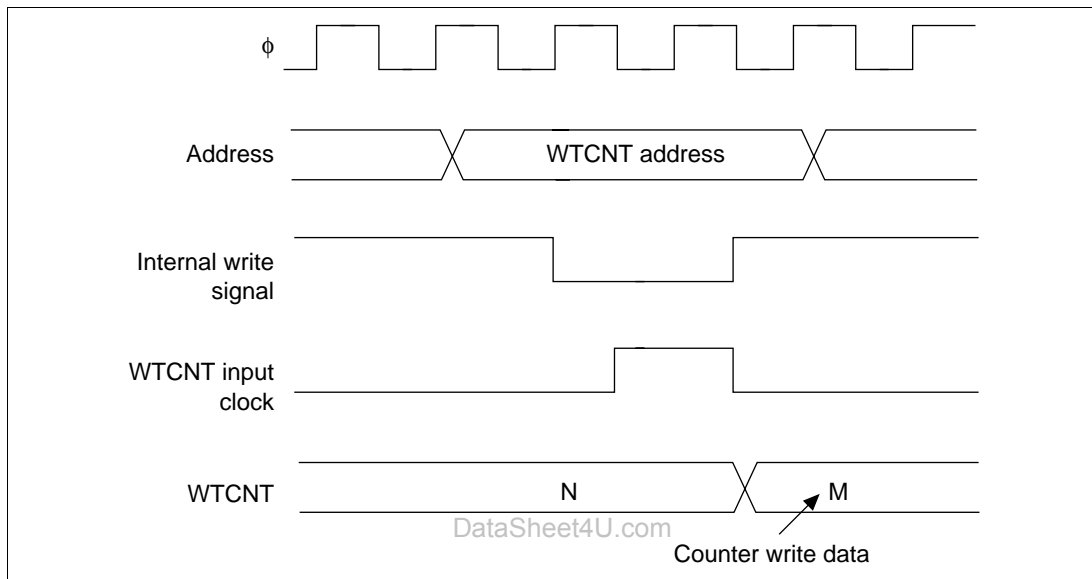 ϕ
Address
WTCNT address
Internal write
signal
WTCNT input
clock
WTCNT
N
M
DataSheet4U.com
Counter write data